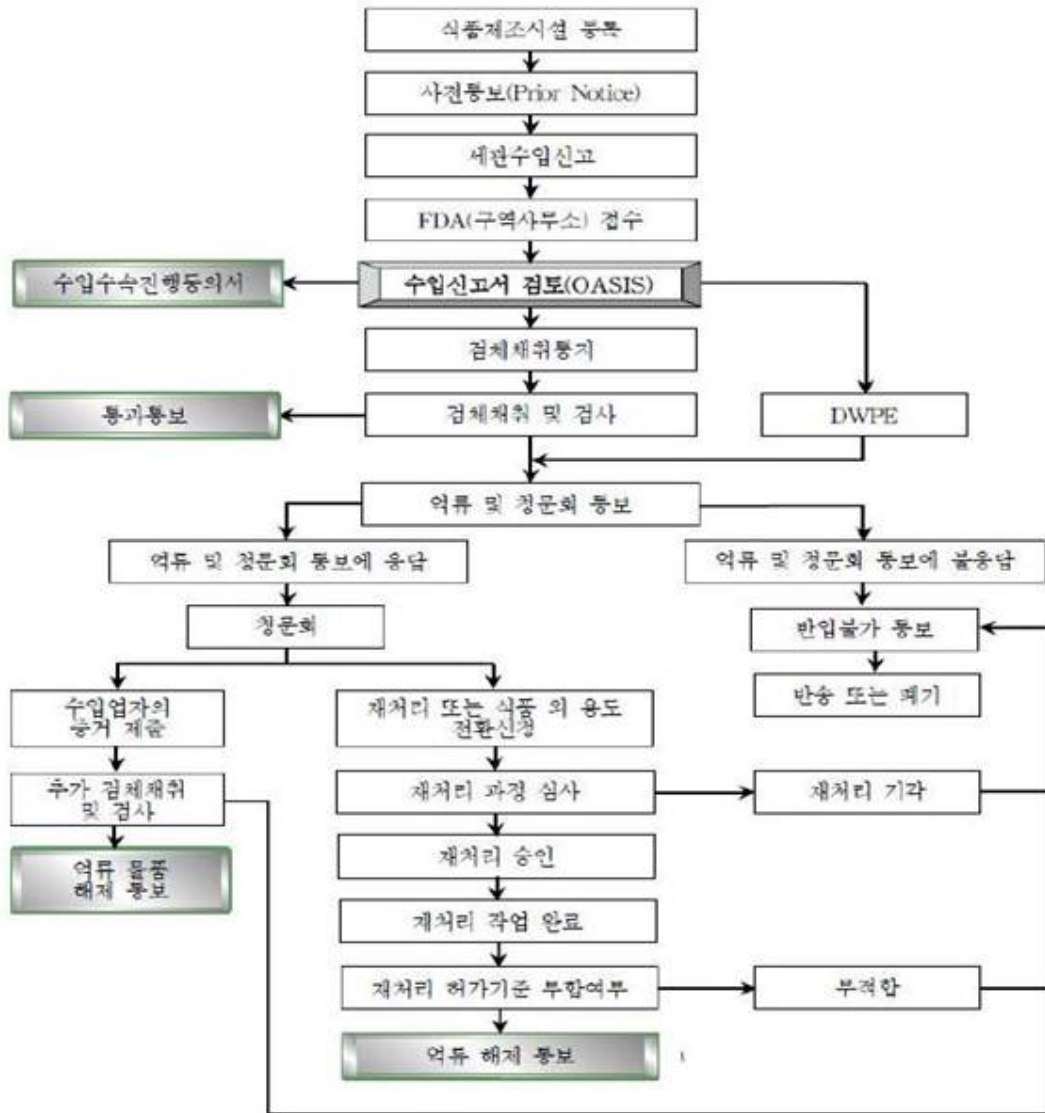 식품제조시설 등록
사전통보(Prior Notice)
세관수입신고
FDA(구역사무소) 접수
수입수속진행동의서
수입신고서 검토(OASIS)
검체채취통지
통과통보
검체채취 및 검사
DWPE
억류 및 청문회 통보
억류 및 청문회 통보에 응답
억류 및 청문회 통보에 불응답
청문회
반입불가 통보
수입업자의
증거 제출
재처리 또는 식품 외 용도
전환신청
반송 또는 폐기
추가 검체채취
및 검사
재처리 과정 심사
재처리 기각
억류 물품
해제 통보
재처리 승인
재처리 작업 완료
재처리 허가기준 부합여부
부적합
억류 해제 통보